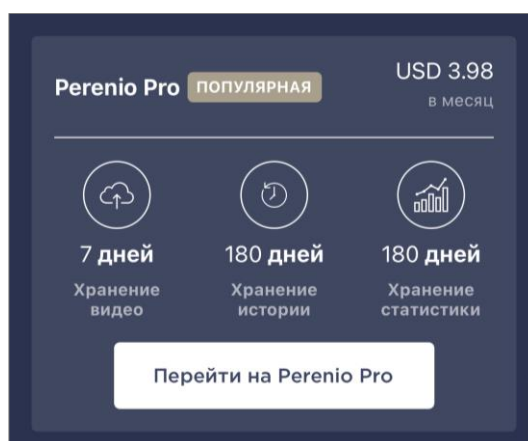 Perenio Pro ПОПУЛЯРНАЯ USD 3.98
в месяц
7 дней 180 дней 180 дней
Хранение Хранение Хранение
видео истории статистики
Перейти на Perenio Pro